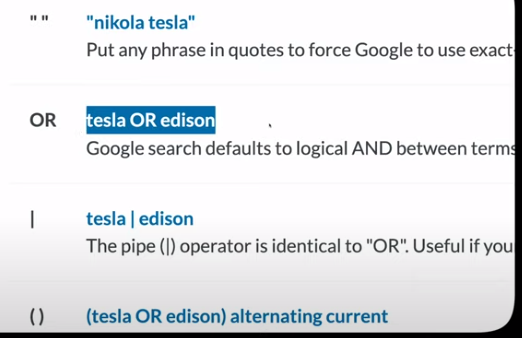 " " "nikola tesla"
Put any phrase in quotes to force Google to use exact-
OR tesla OR edison
Google search defaults to logical AND between terms
| tesla | edison
The pipe (|) operator is identical to "OR". Useful if you
( ) (tesla OR edison) alternating current